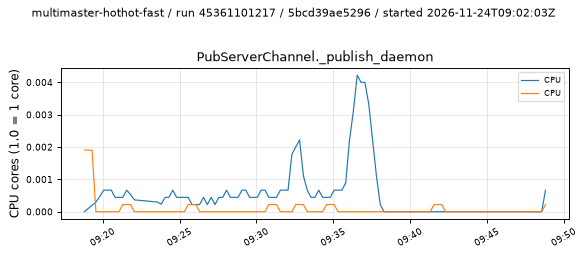 multimaster-hothot-fast / run 45361101217 / 5bcd39ae5296 / started 2026-11-24T09:02:03Z
PubServerChannel._publish_daemon
CPU cores (1.0 = 1 core)
0.004
0.003
0.002
0.001
0.000
CPU
CPU
09:20
09:25
09:30
09:35
09:40
09:45
09:50